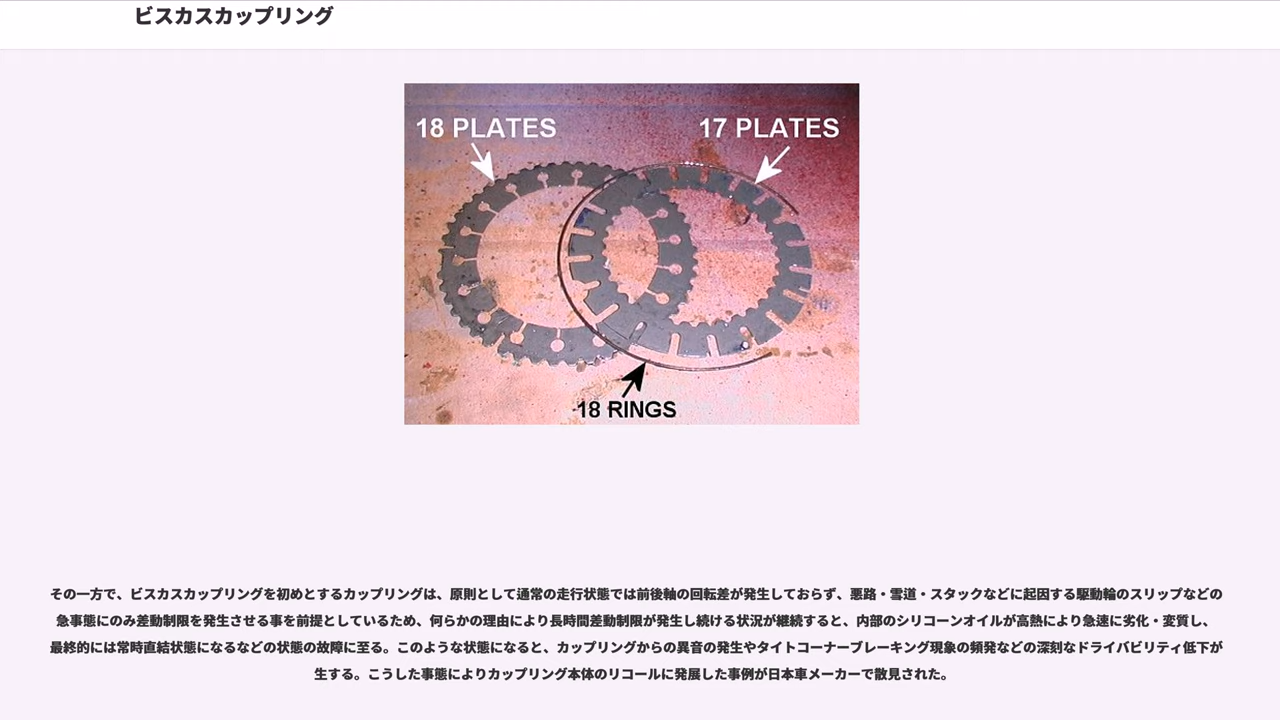 ビスカスカップリング
18 PLATES
17 PLATES
18 RINGS
その一方で、ビスカスカップリングを初めとするカップリングは、原則として通常の走行状態では前後軸の回転差が発生しておらず、悪路・雪道・スタックなどに起因する駆動輪のスリップなどの
急事態にのみ差動制限を発生させる事を前提としているため、何らかの理由により長時間差動制限が発生し続ける状況が継続すると、内部のシリコーンオイルが高熱により急速に劣化・変質し、
最終的には常時直結状態になるなどの状態の故障に至る。このような状態になると、カップリングからの異音の発生やタイトコーナーブレーキング現象の頻発などの深刻なドライバビリティ低下が
生する。こうした事態によりカップリング本体のリコールに発展した事例が日本車メーカーで散見された。